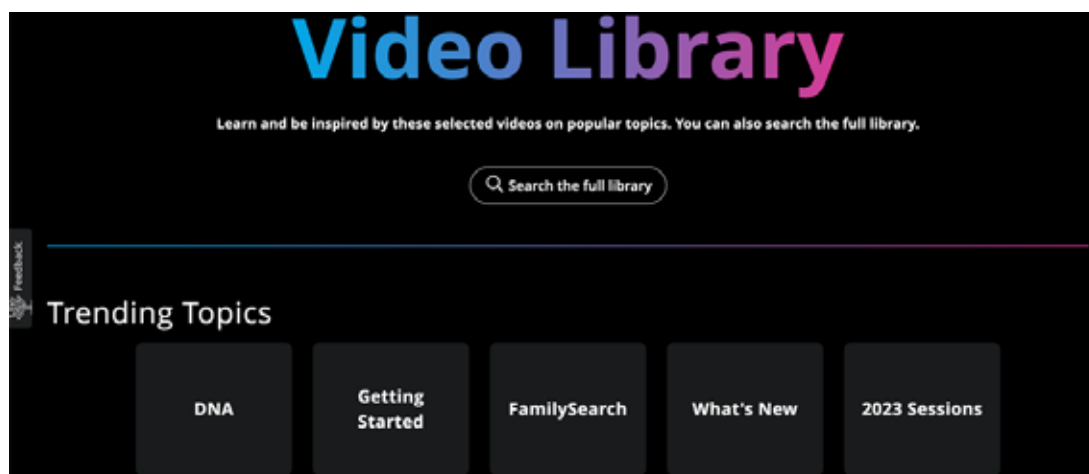 Video Library
Learn and be inspired by these selected videos on popular topics. You can also search the full library.
Search the full library
Feedback
Trending Topics
DNA
Getting
Started
FamilySearch
What's New
2023 Sessions